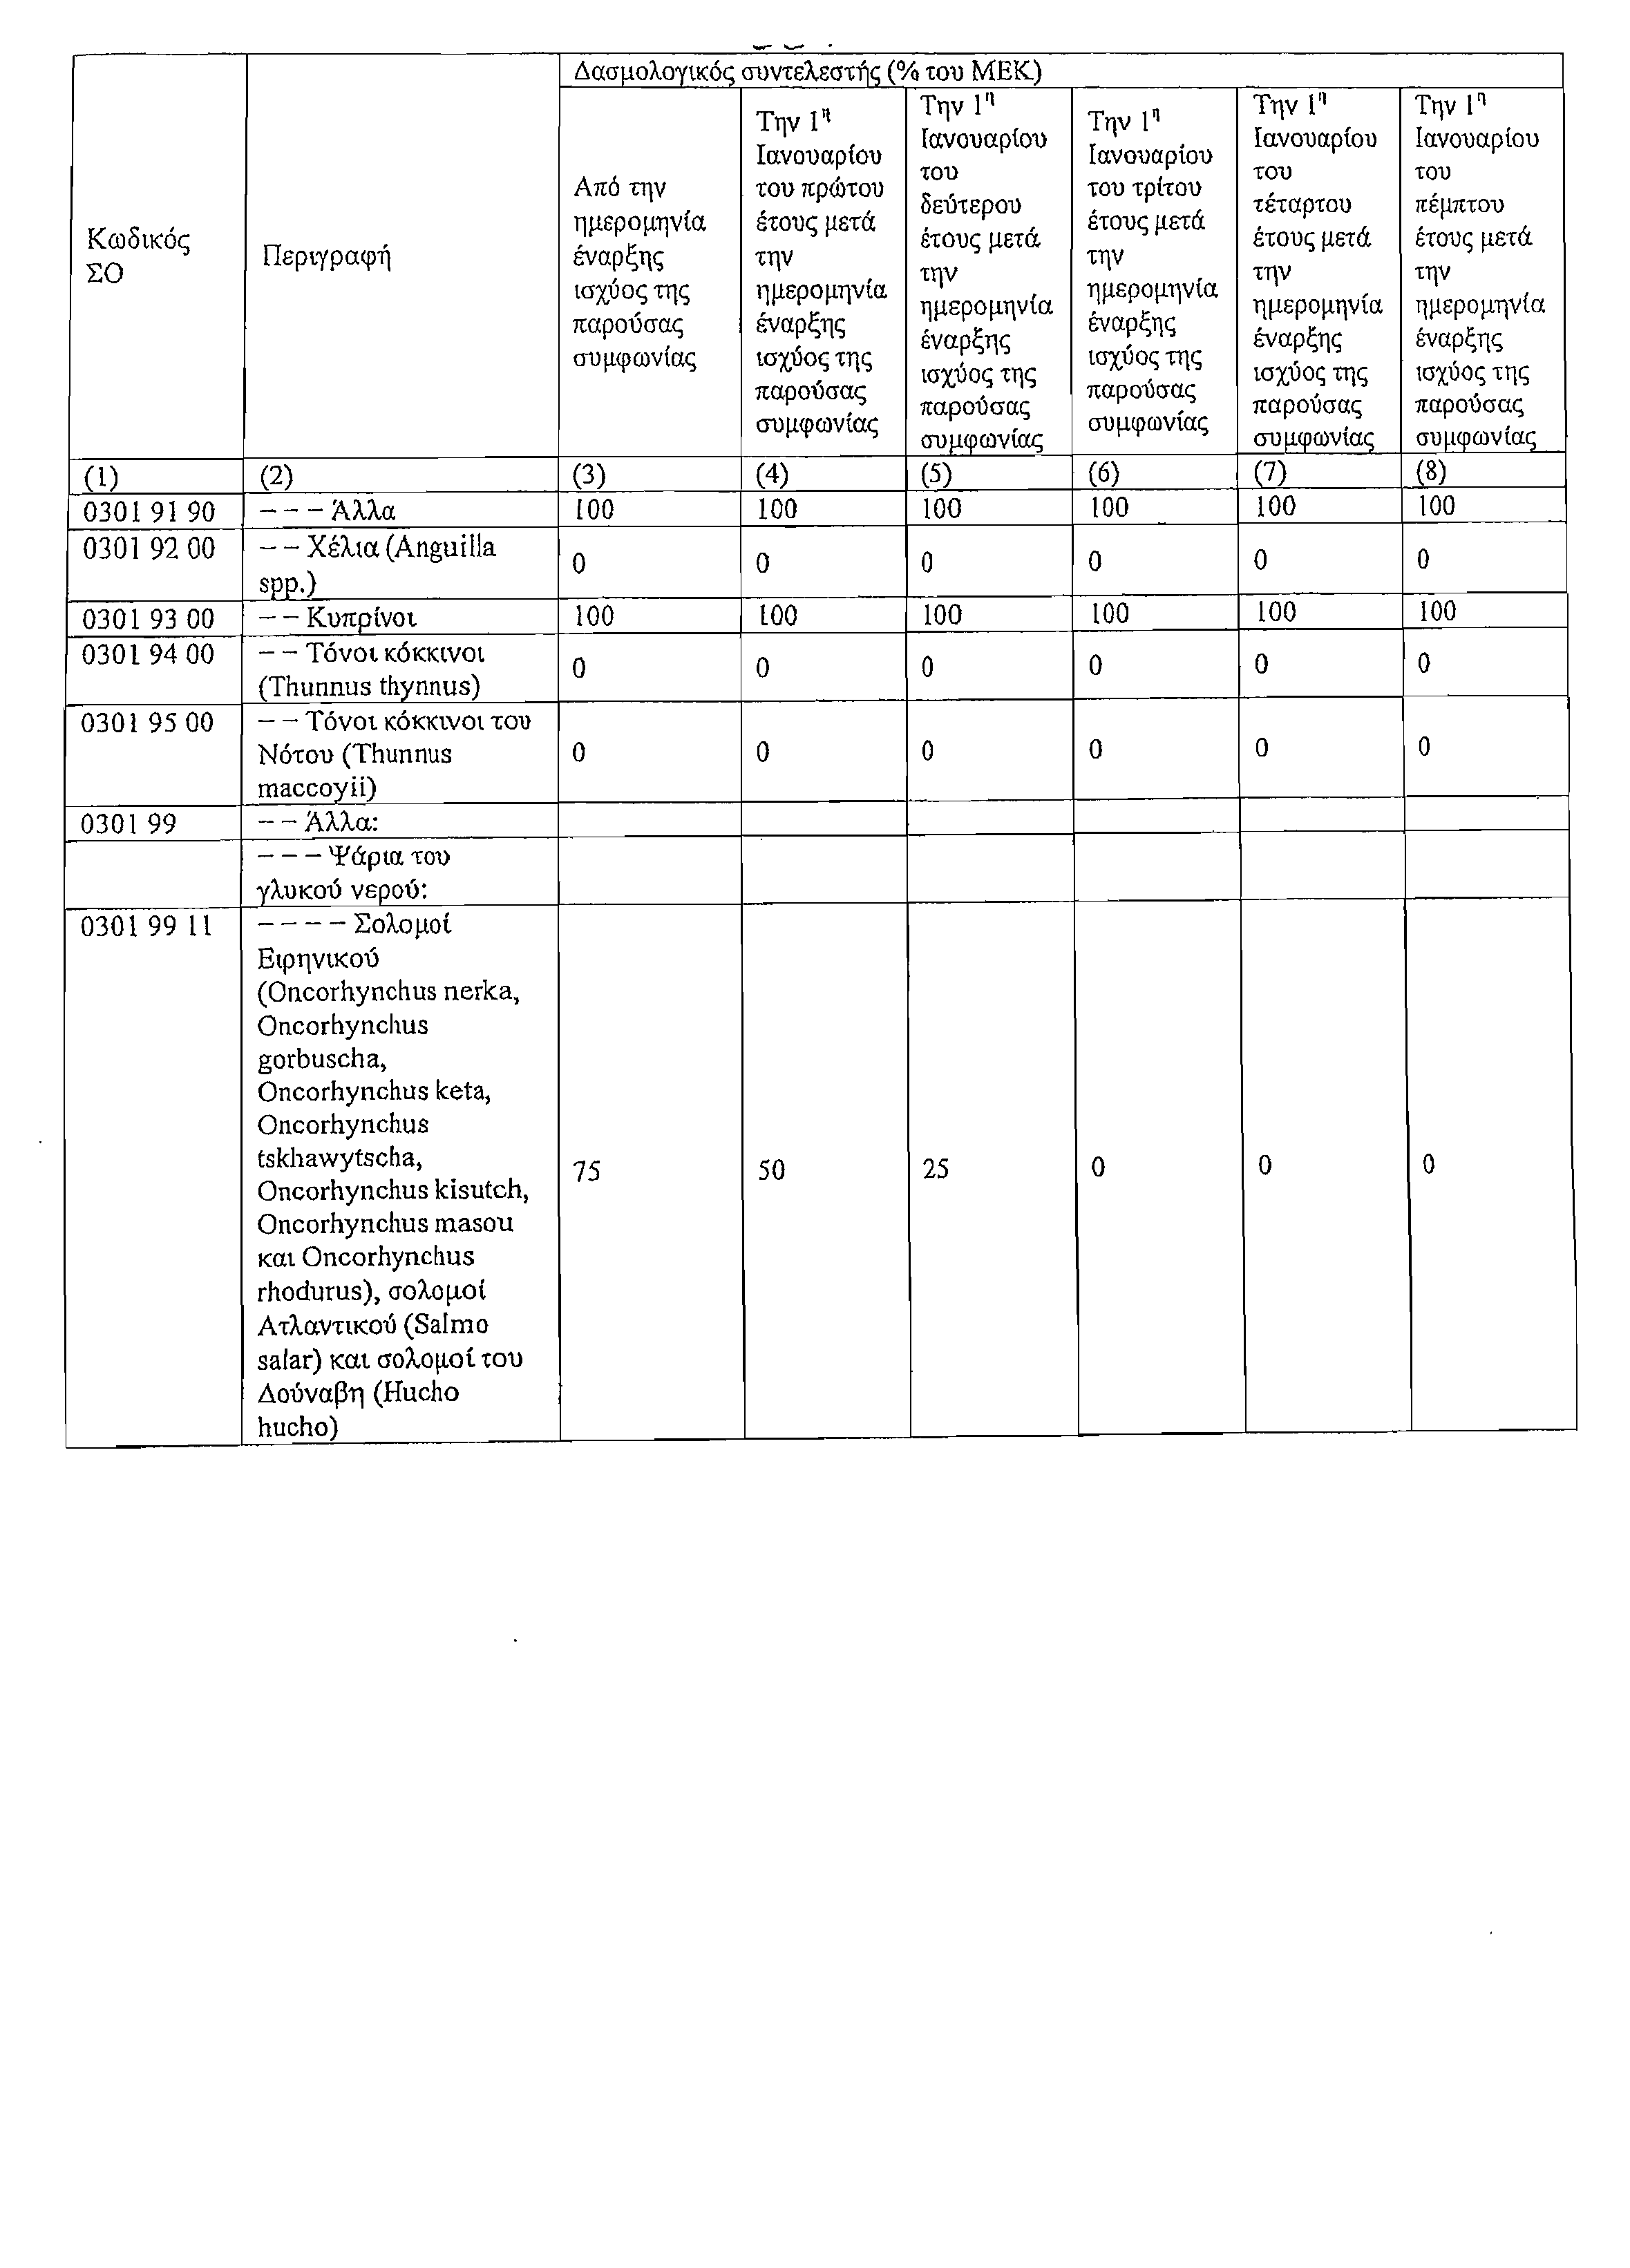 Δασμολογικός συντελεστής (% του ΜΕΚ)
Κωδικός
ΣΟ
Περιγραφή
Από την
ημερομηνία
έναρξης
ισχύος της
παρούσας
συμφωνίας
Την 1η
Ιανουαρίου
του πρώτου
έτους μετά
την
ημερομηνία
έναρξης
ισχύος της
παρούσας
συμφωνίας
Την 1η
Ιανουαρίου
του
δεύτερου
έτους μετά
την
ημερομηνία
έναρξης
ισχύος της
παρούσας
συμφωνίας
Την 1η
Ιανουαρίου
του τρίτου
έτους μετά
την
ημερομηνία
έναρξης
ισχύος της
παρούσας
συμφωνίας
Την 1η
Ιανουαρίου
του
τέταρτου
έτους μετά
την
ημερομηνία
έναρξης
ισχύος της
παρούσας
συμφωνίας
Την 1η
Ιανουαρίου
του
πέμπτου
έτους μετά
την
ημερομηνία
έναρξης
ισχύος της
παρούσας
συμφωνίας
(1) (2) (3) (4) (5) (6) (7) (8)
0301 91 90 – – – Άλλα 100 100 100 100 100 100
0301 92 00 – – Χέλια (Anguilla
spp.) 0 0 0 0 0 0
0301 93 00 – – Κυπρίνοι 100 100 100 100 100 100
0301 94 00 – – Τόνοι κόκκινοι
(Thunnus thynnus) 0 0 0 0 0 0
0301 95 00 – – Τόνοι κόκκινοι του
Νότου (Thunnus 0 0 0 0 0 0
maccoyii)
0301 99 – – Άλλα:
– – – Ψάρια του
γλυκού νερού:
0301 99 11 – – – – Σολομοί
Ειρηνικού
(Oncorhynchus nerka,
Oncorhynchus
gorbuscha,
Oncorhynchus keta,
Oncorhynchus
tskhawytscha, 75 50 25 0 0 0
Oncorhynchus kisutch,
Oncorhynchus masou
και Oncorhynchus
rhodurus), σολομοί
Ατλαντικού (Salmo
salar) και σολομοί του
Δούναβη (Hucho
hucho)